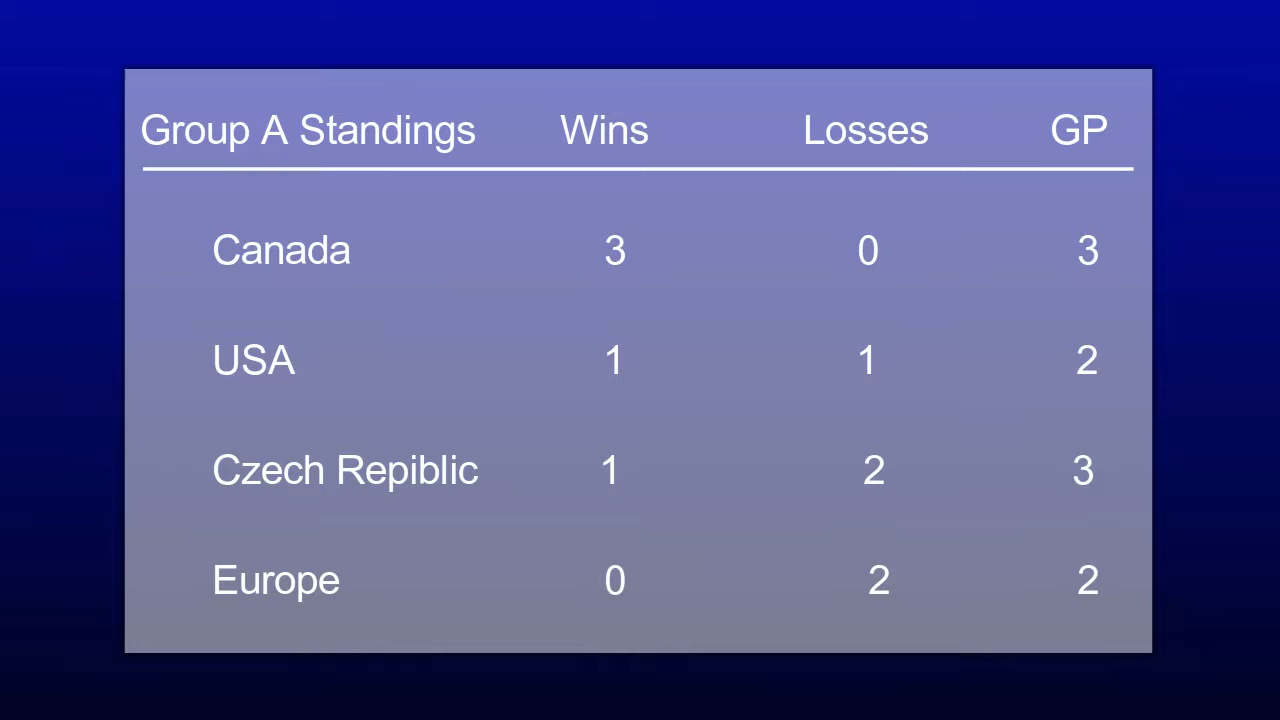 Group A Standings Wins Losses GP
Canada 3 0 3
USA 1 1 2
Czech Repiblic 1 2 3
Europe 0 2 2